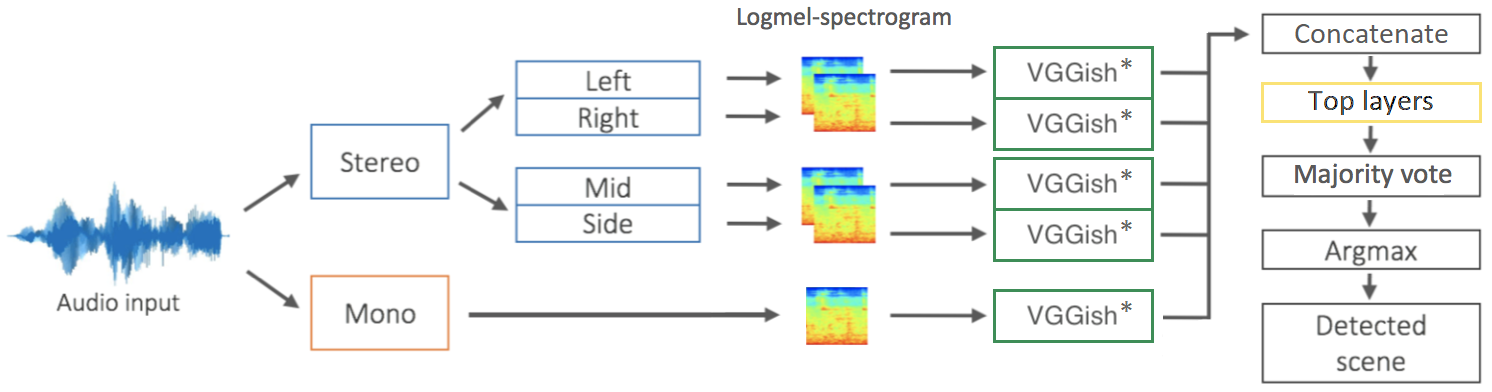 Logmel-spectrogram
Concatenate
Left
VGGish*
Top layers
Right
VGGish*
Stereo
Majority vote
Mid
VGGish*
Side
VGGish*
Argmax
Audio input
Mono
VGGish*
Detected
scene